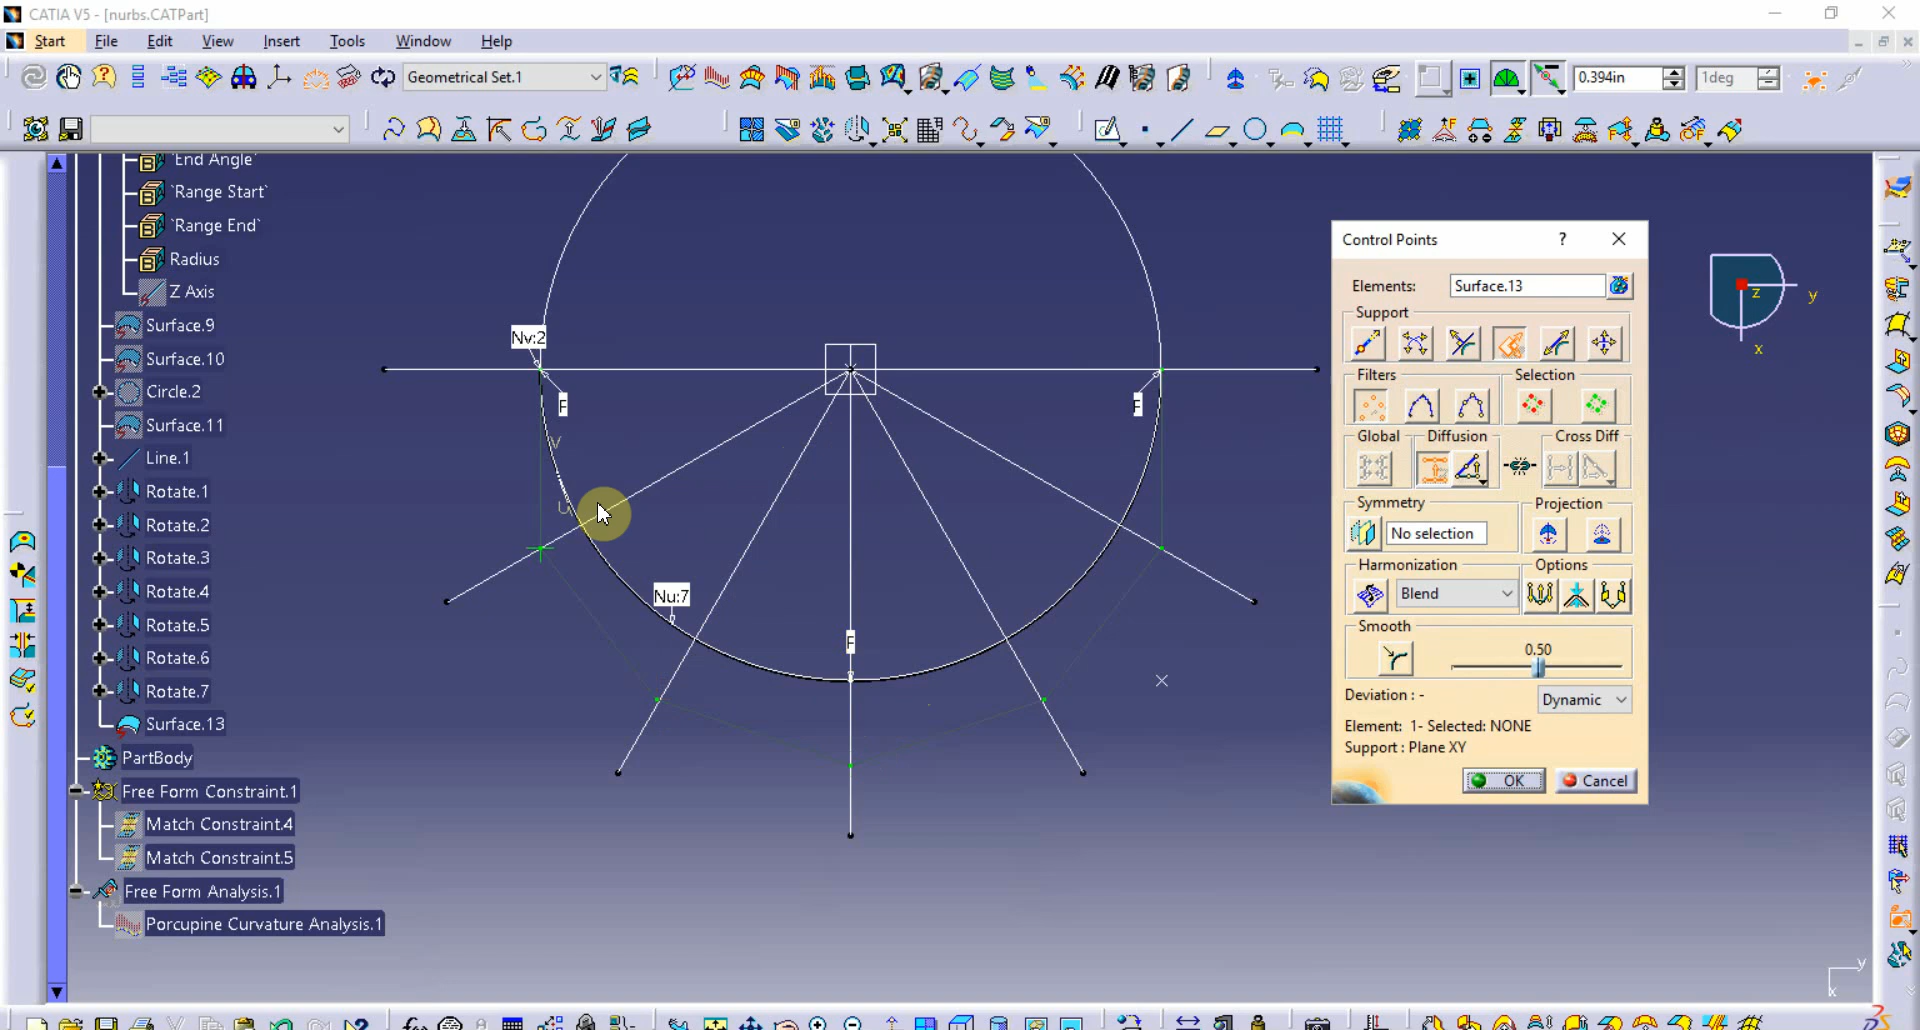 CATIA V5 - [nurbs.CATPart]
Start File Edit View Insert Tools Window Help
Geometrical Set.1
0.394in
1deg
`End Angle`
`Range Start`
`Range End`
Radius
Z Axis
Surface.9
Surface.10
Circle.2
Surface.11
Line.1
Rotate.1
Rotate.2
Rotate.3
Rotate.4
Rotate.5
Rotate.6
Rotate.7
Surface.13
PartBody
Free Form Constraint.1
Match Constraint.4
Match Constraint.5
Free Form Analysis.1
Porcupine Curvature Analysis.1
Nv:2
F
F
V
U
Nu:7
F
Control Points
?
Elements: Surface.13
Support
Filters
Selection
Global
Diffusion
Cross Diff
Symmetry
No selection
Projection
Harmonization
Blend
Options
Smooth
0.50
Deviation : -
Dynamic
Element: 1- Selected: NONE
Support : Plane XY
OK
Cancel
z
y
x
y
x